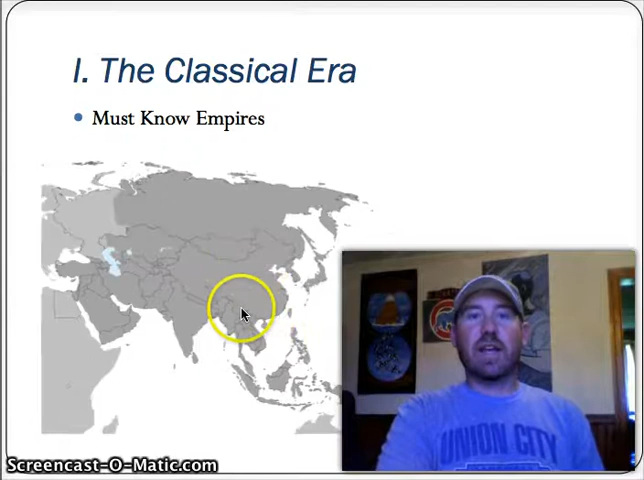 I. The Classical Era
Must Know Empires
UNION CITY
Screencast-O-Matic.com